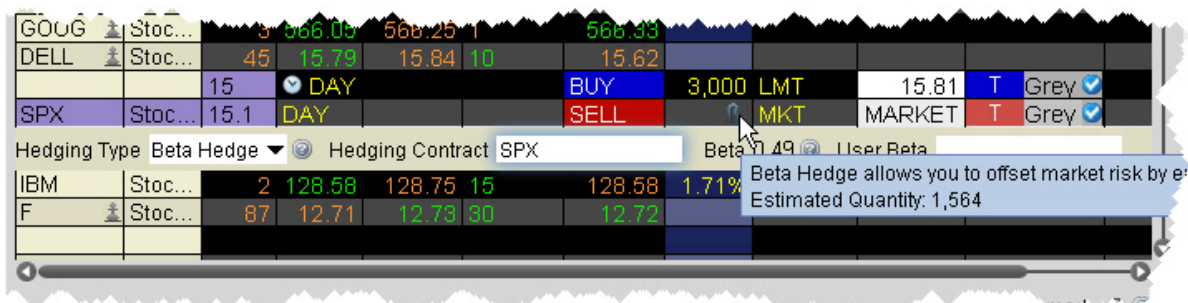 GOOG Stoc... 3 566.05 566.25 1 566.33
DELL Stoc... 45 15.79 15.84 10 15.62
15 DAY BUY 3,000 LMT 15.81 T Grey
SPX Stoc... 15.1 DAY SELL MKT MARKET T Grey
Hedging Type Beta Hedge Hedging Contract SPX Beta 0.49 User Beta
Beta Hedge allows you to offset market risk by
Estimated Quantity: 1,564
IBM Stoc... 2 128.58 128.75 15 128.58 1.71%
F Stoc... 87 12.71 12.73 30 12.72